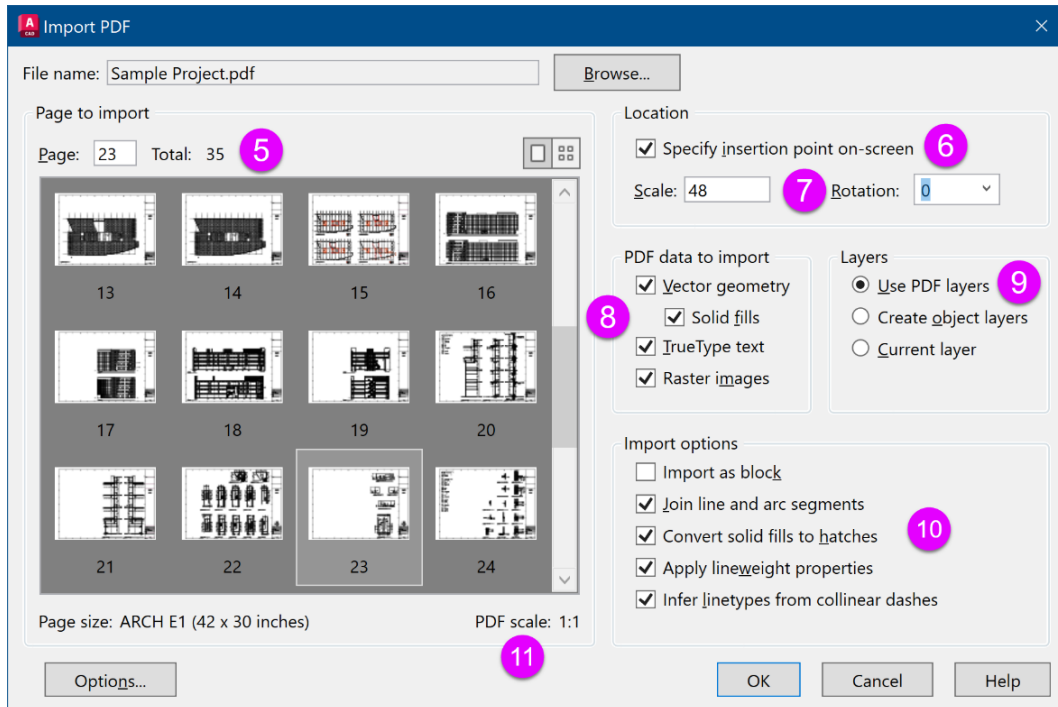 A
CAD
Import PDF
File name: Sample Project.pdf Browse...
Page to import
Page: 23 Total: 35 5
13 14 15 16
17 18 19 20
21 22 23 24
Page size: ARCH E1 (42 x 30 inches) PDF scale: 1:1
11
Location
Specify insertion point on-screen 6
Scale: 48 7 Rotation: 0
PDF data to import
8
Vector geometry
Solid fills
TrueType text
Raster images
Layers
Use PDF layers 9
Create object layers
Current layer
Import options
Import as block
Join line and arc segments
Convert solid fills to hatches 10
Apply lineweight properties
Infer linetypes from collinear dashes
Options... OK Cancel Help